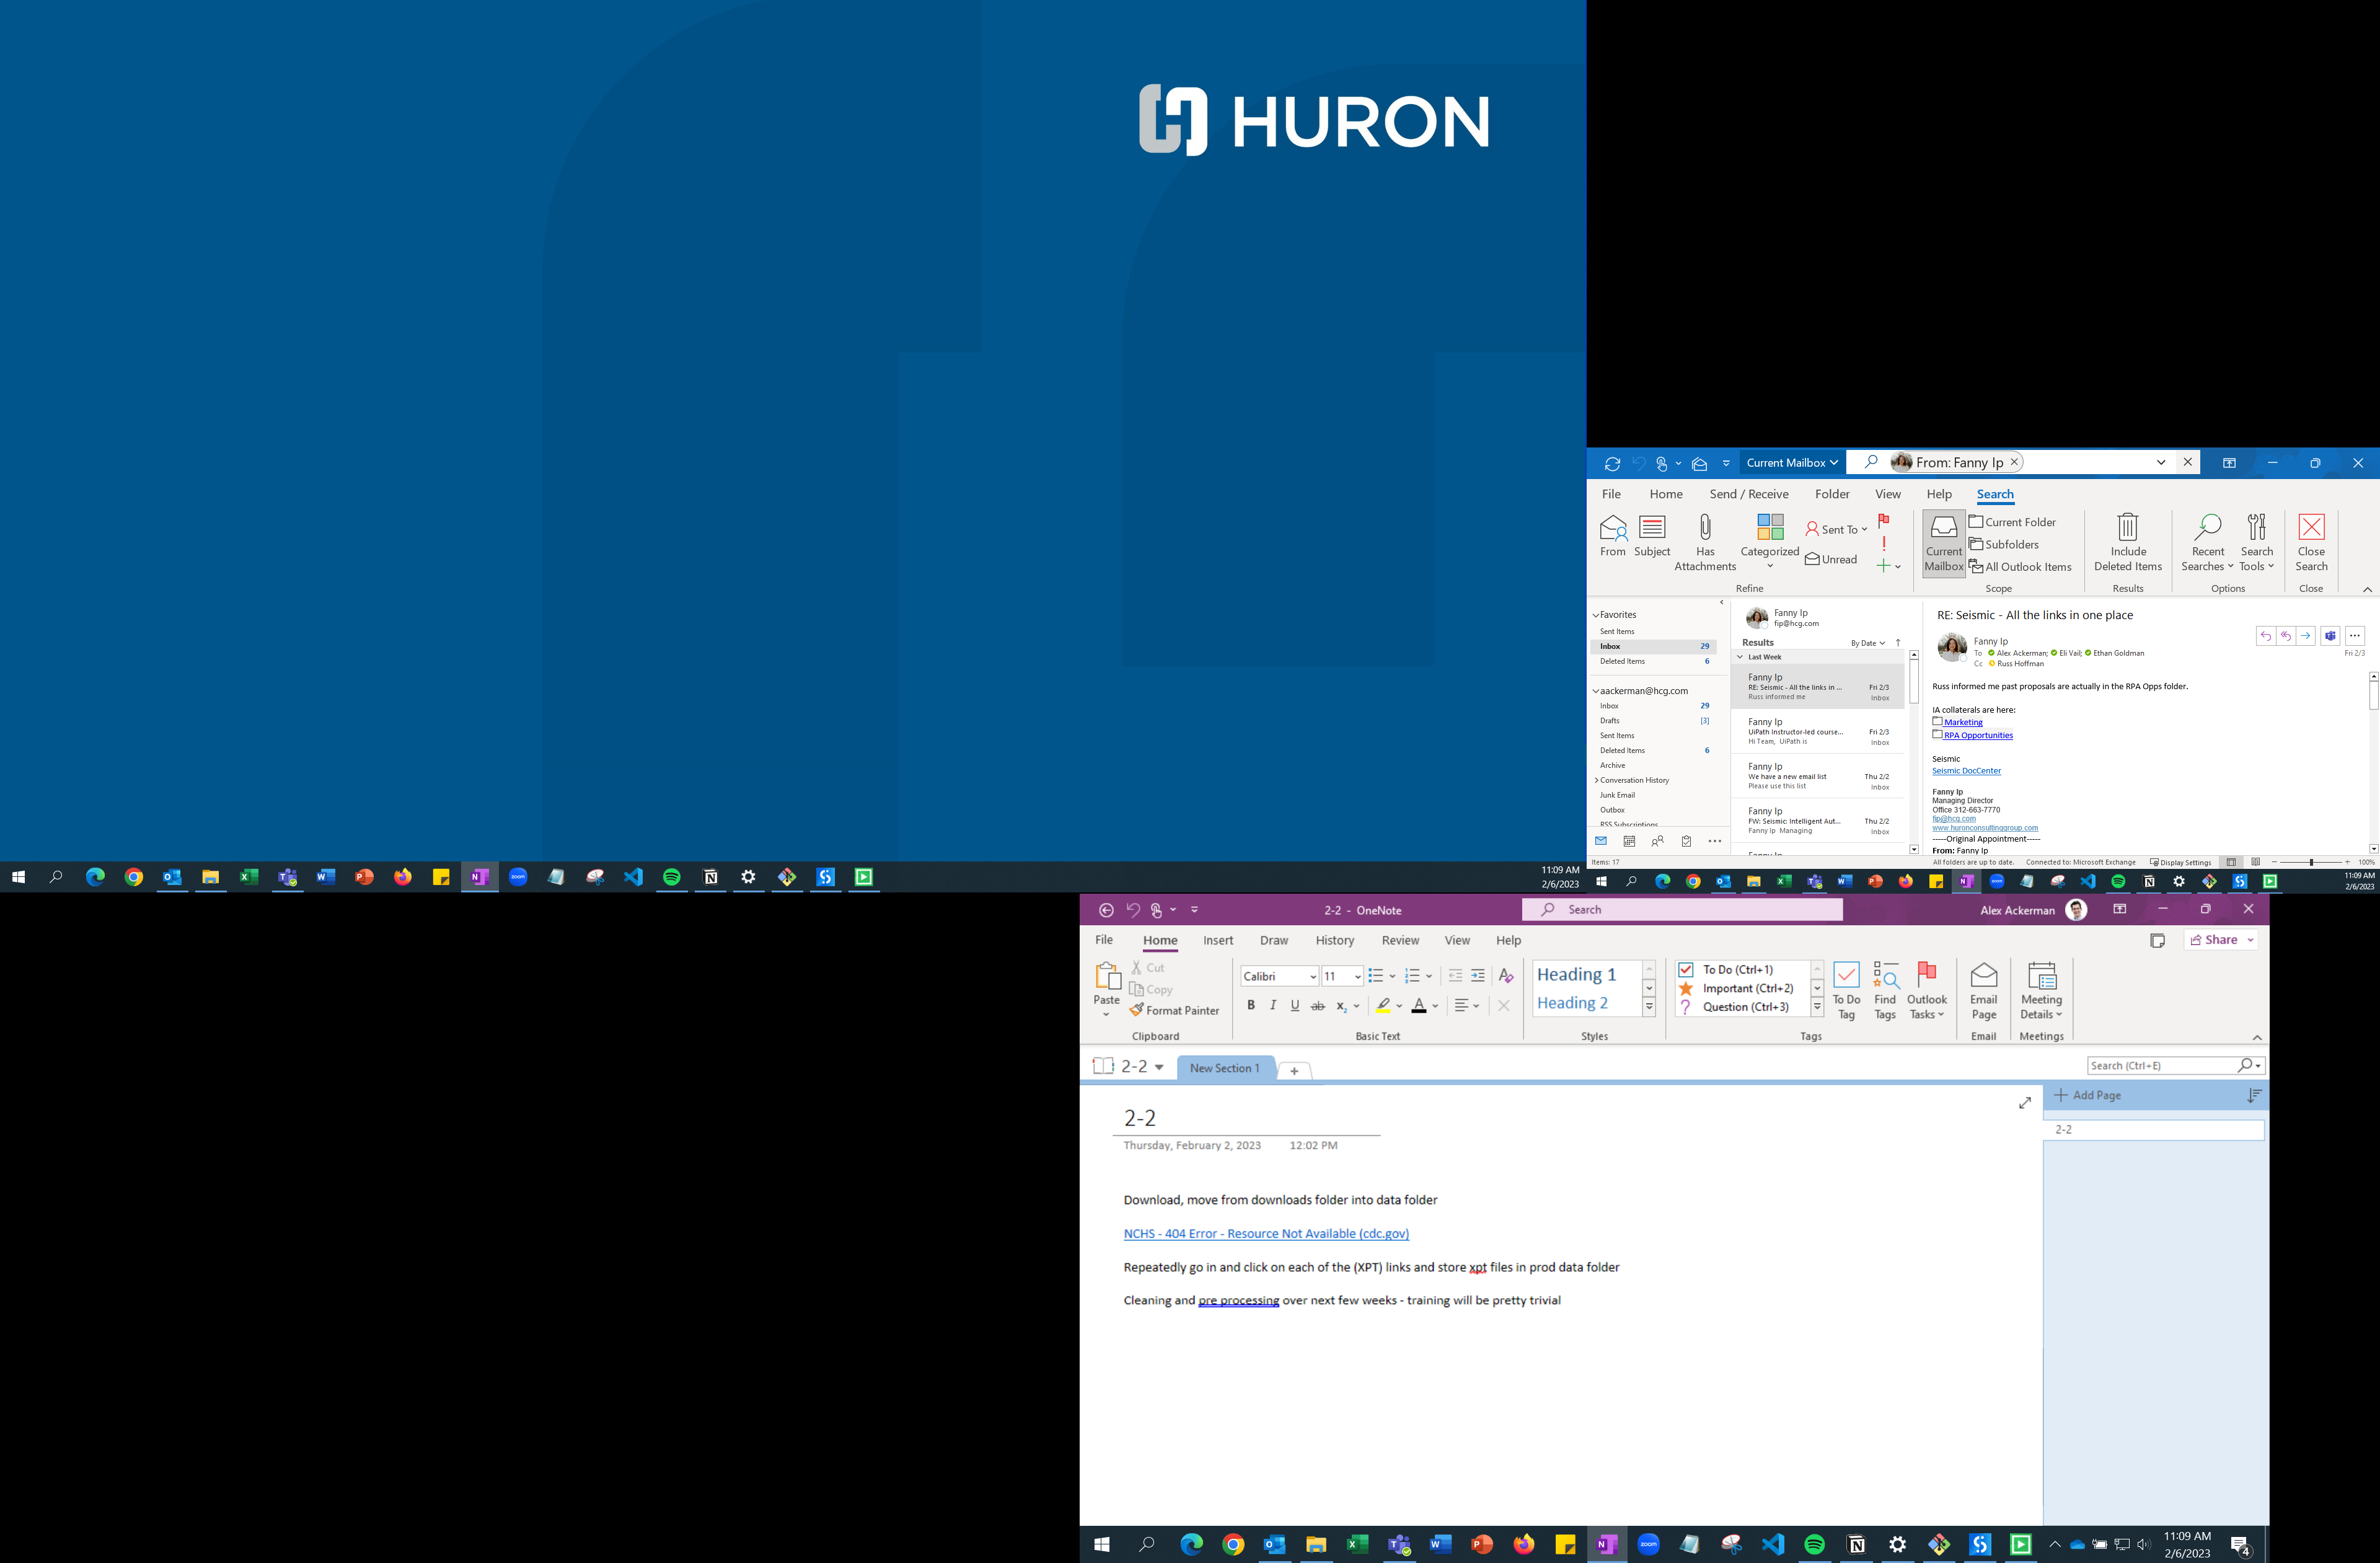 HURON
11:09 AM
2/6/2023
Current Mailbox
From: Fanny Ip
File Home Send / Receive Folder View Help Search
From Subject Has Attachments Categorized Sent To Unread
Refine
Current Mailbox Current Folder Subfolders All Outlook Items
Scope
Include Deleted Items
Results
Recent Searches Search Tools
Options
Close Search
Close
Favorites
Sent Items
Inbox 29
Deleted Items 6
aackerman@hcg.com
Inbox 29
Drafts [3]
Sent Items
Deleted Items 6
Archive
Conversation History
Junk Email
Outbox
RSS Subscriptions
Fanny Ip
fip@hcg.com
Results By Date
Last Week
Fanny Ip
RE: Seismic - All the links in ... Fri 2/3
Russ informed me Inbox
Fanny Ip
UiPath Instructor-led course... Fri 2/3
Hi Team, UiPath is Inbox
Fanny Ip
We have a new email list Thu 2/2
Please use this list Inbox
Fanny Ip
FW: Seismic: Intelligent Aut... Thu 2/2
Fanny Ip Managing Inbox
Fanny Ip
RE: Seismic - All the links in one place
Fanny Ip
To Alex Ackerman; Eli Vail; Ethan Goldman Fri 2/3
Cc Russ Hoffman
Russ informed me past proposals are actually in the RPA Opps folder.
IA collaterals are here:
Marketing
RPA Opportunities
Seismic
Seismic DocCenter
Fanny Ip
Managing Director
Office 312-663-7770
fip@hcg.com
www.huronconsultinggroup.com
-----Original Appointment-----
From: Fanny Ip
Items: 17 All folders are up to date. Connected to: Microsoft Exchange Display Settings 100%
11:09 AM
2/6/2023
2-2 - OneNote
Search
Alex Ackerman
File Home Insert Draw History Review View Help Share
Paste Cut Copy Format Painter
Clipboard
Calibri 11
Basic Text
Heading 1
Heading 2
Styles
To Do (Ctrl+1)
Important (Ctrl+2)
Question (Ctrl+3)
To Do Tag Find Tags Outlook Tasks
Tags
Email Page
Email
Meeting Details
Meetings
2-2 New Section 1 + Search (Ctrl+E)
Add Page
2-2
2-2
Thursday, February 2, 2023 12:02 PM
Download, move from downloads folder into data folder
NCHS - 404 Error - Resource Not Available (cdc.gov)
Repeatedly go in and click on each of the (XPT) links and store xpt files in prod data folder
Cleaning and pre processing over next few weeks - training will be pretty trivial
11:09 AM
2/6/2023
4